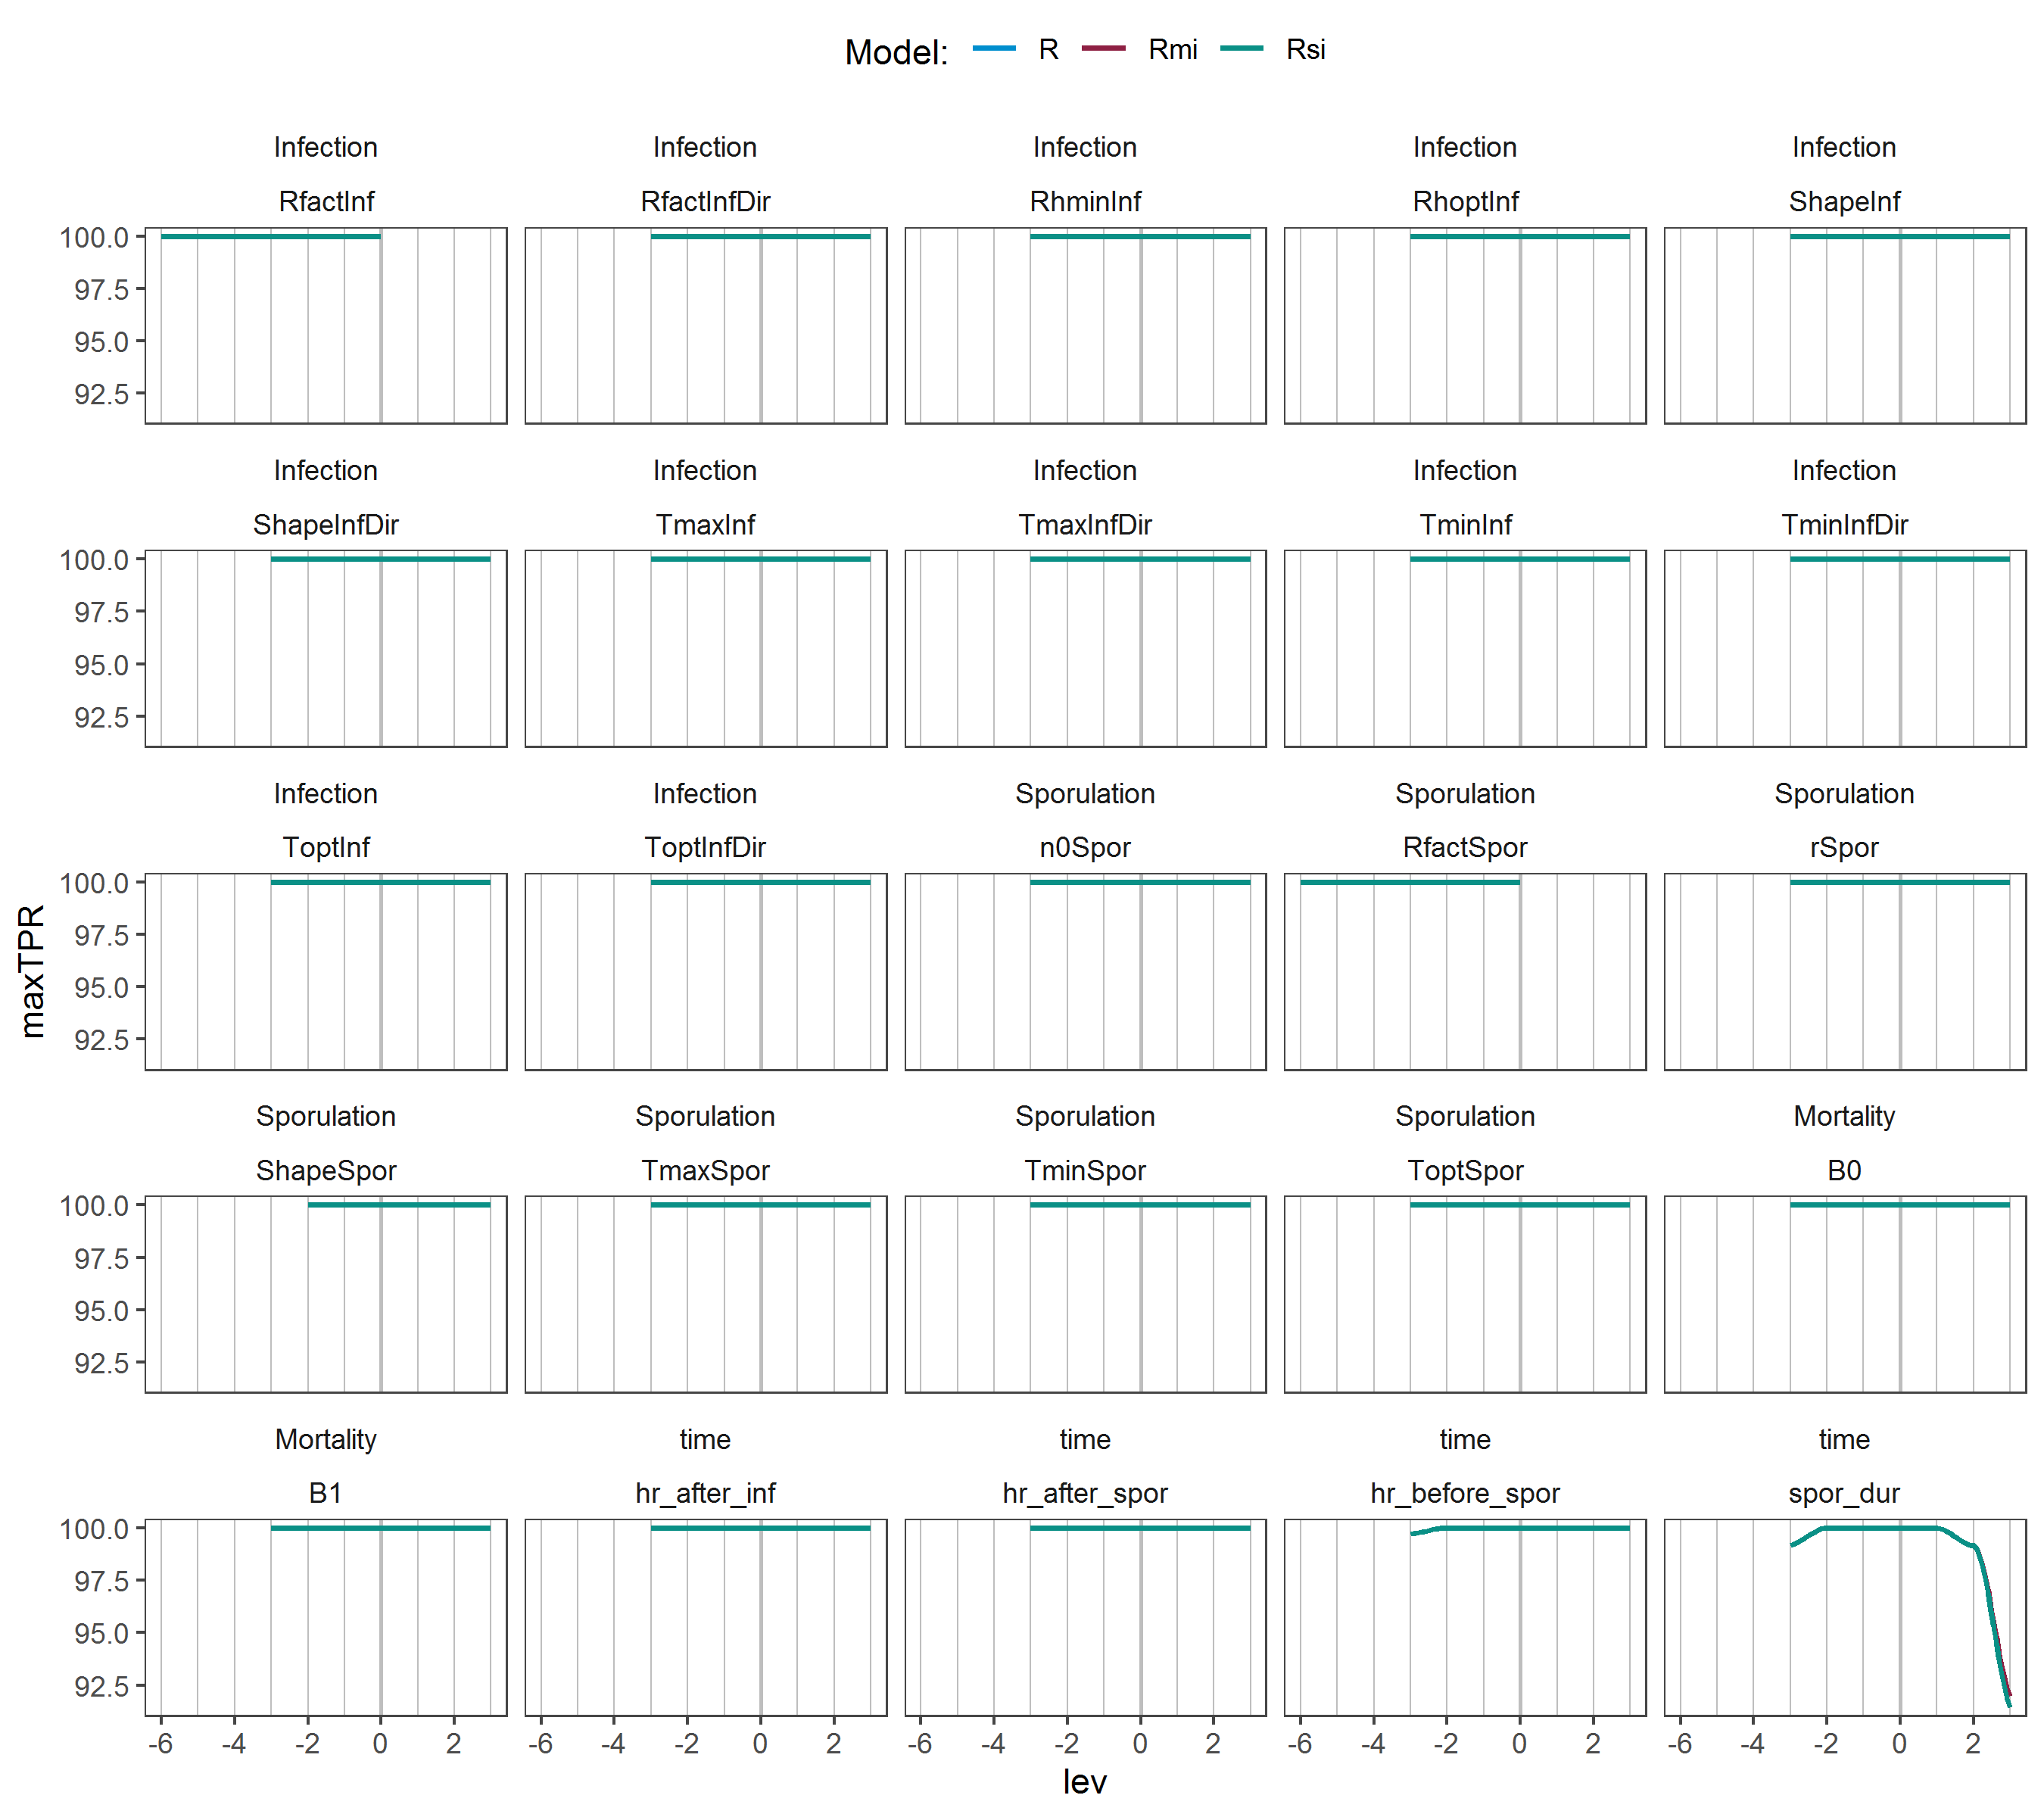 Model: R Rmi Rsi
Infection Infection Infection Infection Infection
RfactInf RfactInfDir RhminInf RhoptInf ShapeInf
100.0
97.5
95.0
92.5
Infection Infection Infection Infection Infection
ShapeInfDir TmaxInf TmaxInfDir TminInf TminInfDir
100.0
97.5
95.0
92.5
Infection Infection Sporulation Sporulation Sporulation
ToptInf ToptInfDir n0Spor RfactSpor rSpor
100.0
97.5
95.0
92.5
maxTPR
Sporulation Sporulation Sporulation Sporulation Mortality
ShapeSpor TmaxSpor TminSpor ToptSpor B0
100.0
97.5
95.0
92.5
Mortality time time time time
B1 hr_after_inf hr_after_spor hr_before_spor spor_dur
100.0
97.5
95.0
92.5
-6 -4 -2 0 2 -6 -4 -2 0 2 -6 -4 -2 0 2 -6 -4 -2 0 2 -6 -4 -2 0 2
lev